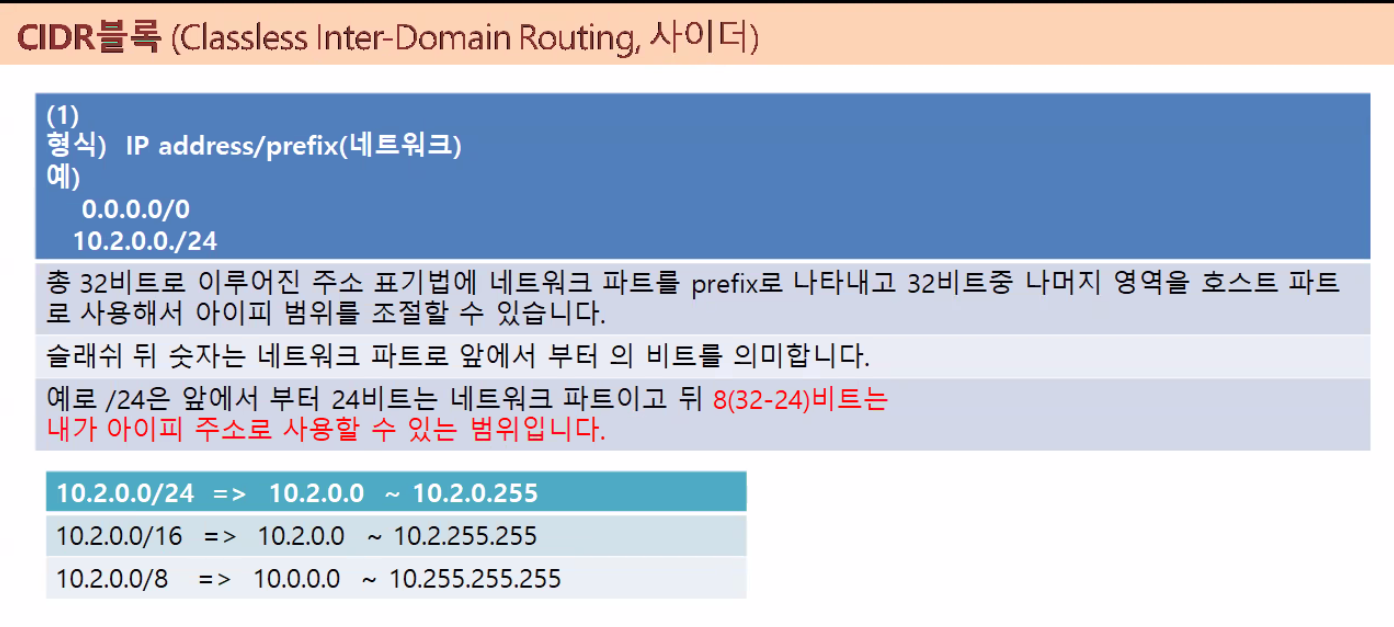 CIDR블록 (Classless Inter-Domain Routing, 사이더)
(1)
형식) IP address/prefix(네트워크)
예)
0.0.0.0/0
10.2.0.0./24
총 32비트로 이루어진 주소 표기법에 네트워크 파트를 prefix로 나타내고 32비트중 나머지 영역을 호스트 파트
로 사용해서 아이피 범위를 조절할 수 있습니다.
슬래쉬 뒤 숫자는 네트워크 파트로 앞에서 부터 의 비트를 의미합니다.
예로 /24은 앞에서 부터 24비트는 네트워크 파트이고 뒤 8(32-24)비트는
내가 아이피 주소로 사용할 수 있는 범위입니다.
10.2.0.0/24 => 10.2.0.0 ~ 10.2.0.255
10.2.0.0/16 => 10.2.0.0 ~ 10.2.255.255
10.2.0.0/8 => 10.0.0.0 ~ 10.255.255.255